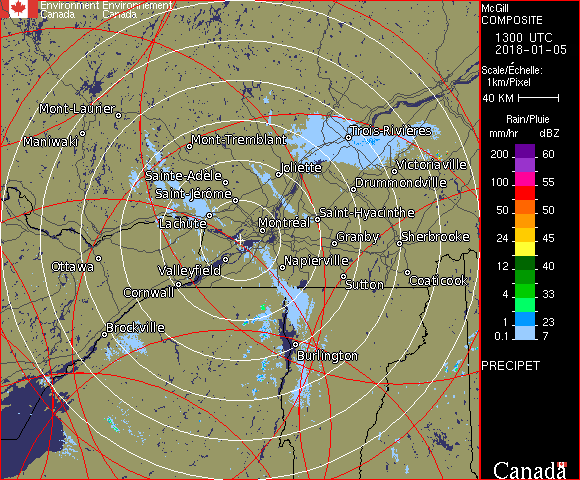 Environment Environnement
Canada Canada
McGill
COMPOSITE
1300 UTC
2018-01-05
Scale/Échelle:
1km/Pixel
40 KM
Rain/Pluie
mm/hr dBZ
200 60
100 55
50 50
24 45
12 40
4 33
1 23
0.1 7
PRECIPET
Canada
Mont-Laurier
Maniwaki
Mont-Tremblant
Trois-Rivières
Joliette
Victoriaville
Sainte-Adèle
Drummondville
Saint-Jérôme
Saint-Hyacinthe
Lachute
Montréal
Granby
Sherbrooke
Ottawa
Valleyfield
Napierville
Cornwall
Sutton
Coaticook
Brockville
Burlington